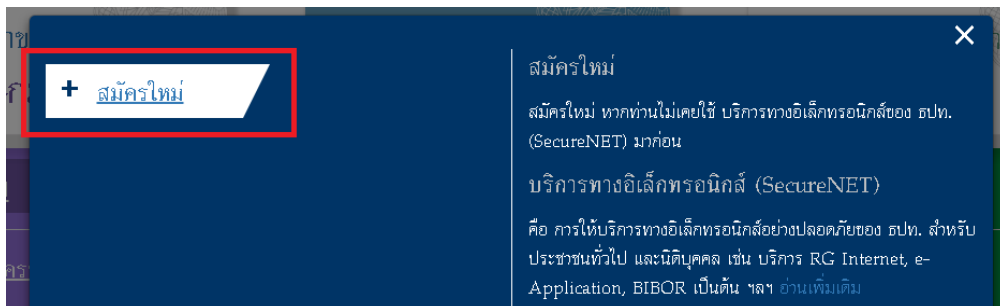 + สมัครใหม่
สมัครใหม่
สมัครใหม่ หากท่านไม่เคยใช้ บริการทางอิเล็กทรอนิกส์ของ ธปท.
(SecureNET) มาก่อน
บริการทางอิเล็กทรอนิกส์ (SecureNET)
คือ การให้บริการทางอิเล็กทรอนิกส์อย่างปลอดภัยของ ธปท. สำหรับ
ประชาชนทั่วไป และนิติบุคคล เช่น บริการ RG Internet, e-
Application, BIBOR เป็นต้น ฯลฯ อ่านเพิ่มเติม